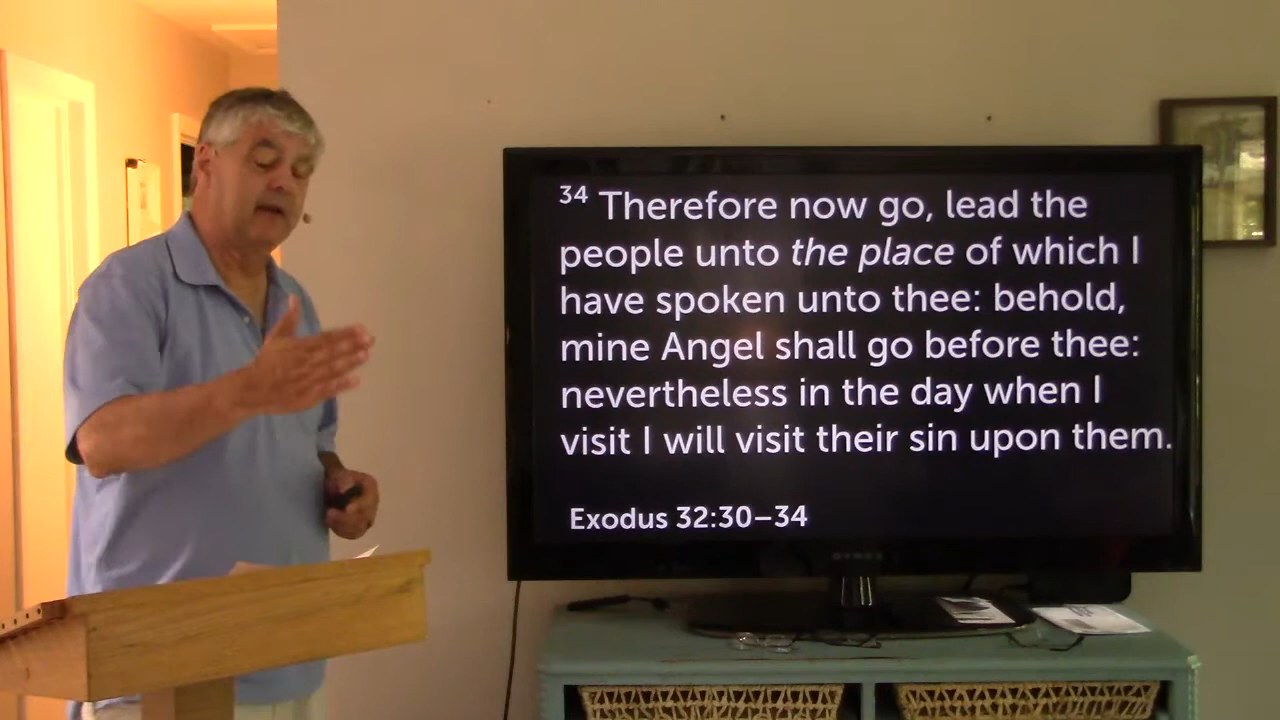 34 Therefore now go, lead the
people unto the place of which I
have spoken unto thee: behold,
mine Angel shall go before thee:
nevertheless in the day when I
visit I will visit their sin upon them.
Exodus 32:30–34